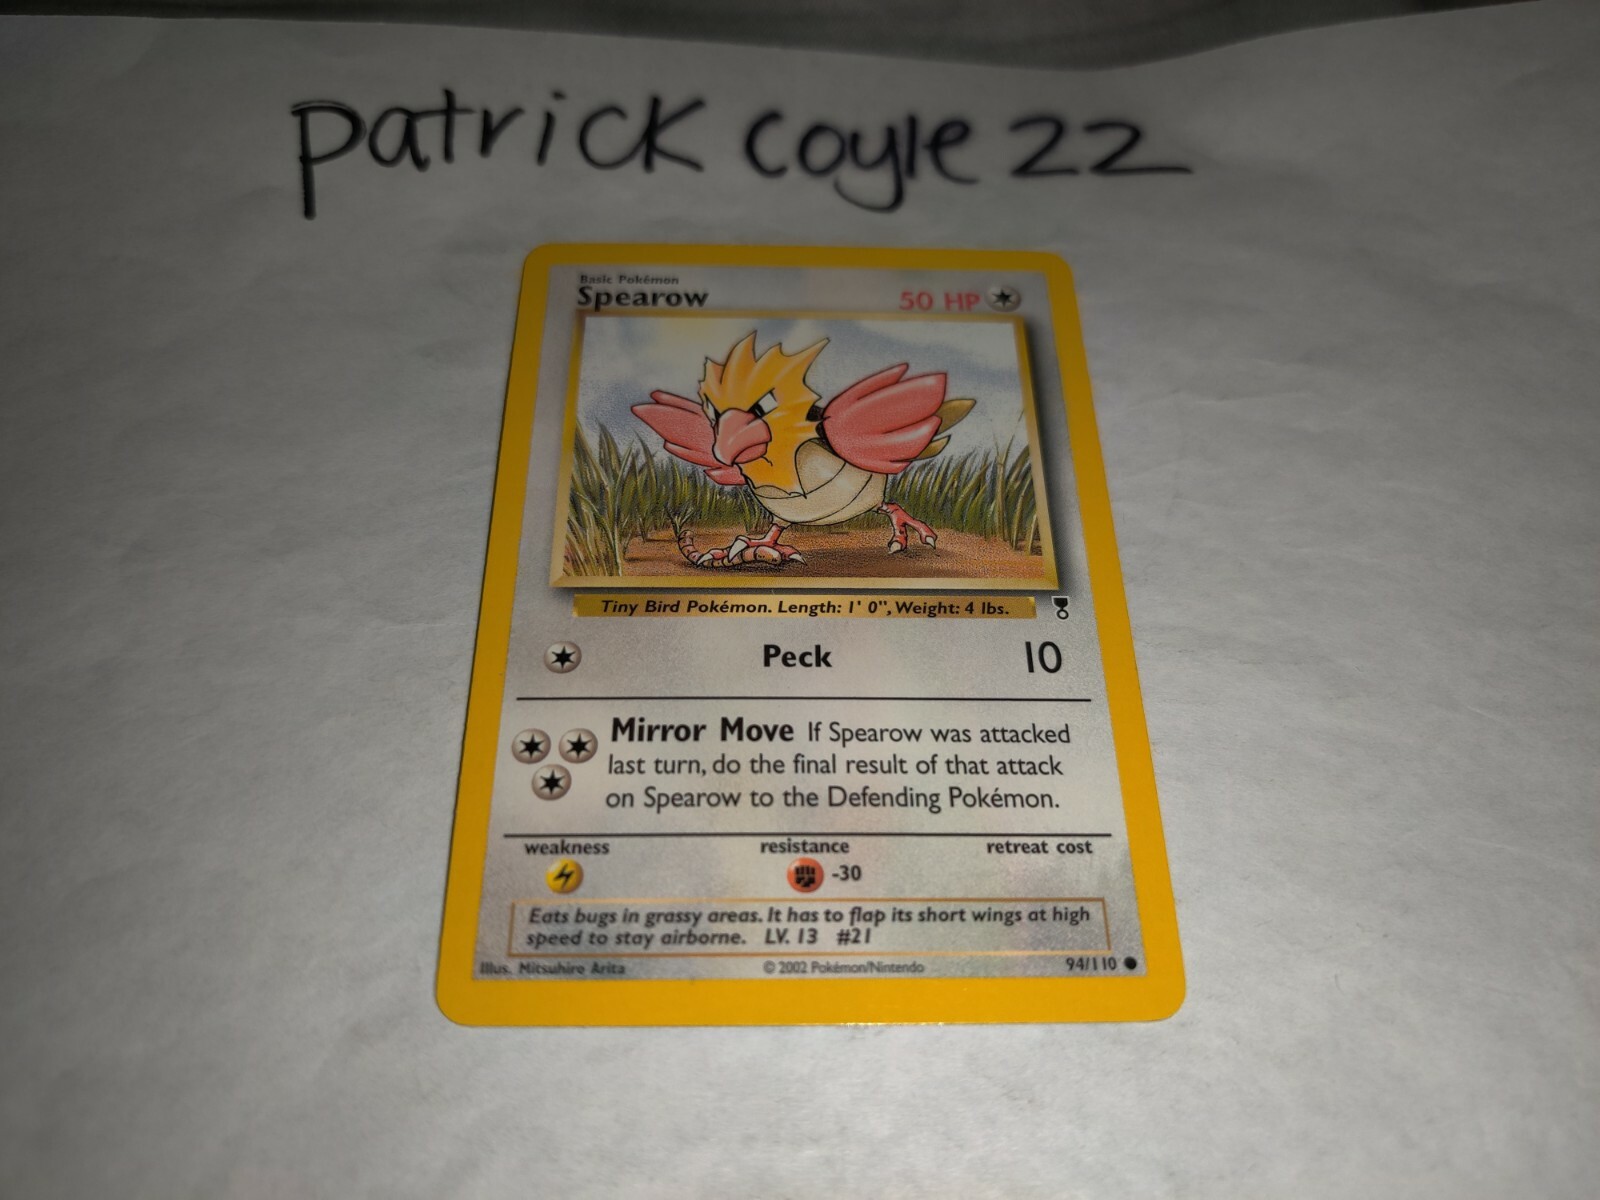 patrick coyle 22
Basic Pokémon
Spearow 50 HP
Tiny Bird Pokémon. Length: 1' 0", Weight: 4 lbs.
Peck 10
Mirror Move If Spearow was attacked
last turn, do the final result of that attack
on Spearow to the Defending Pokémon.
weakness resistance retreat cost
-30
Eats bugs in grassy areas. It has to flap its short wings at high
speed to stay airborne. LV. 13 #21
Illus. Mitsuhiro Arita © 2002 Pokémon/Nintendo 94/110